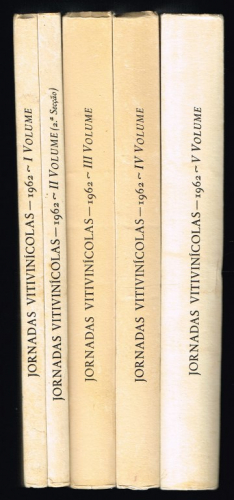 JORNADAS VITIVINÍCOLAS — 1962 ~ I VOLUME
JORNADAS VITIVINÍCOLAS — 1962 ~ II VOLUME (2.ª Secção)
JORNADAS VITIVINÍCOLAS — 1962 ~ III VOLUME
JORNADAS VITIVINÍCOLAS — 1962 ~ IV VOLUME
JORNADAS VITIVINÍCOLAS — 1962 ~ V VOLUME